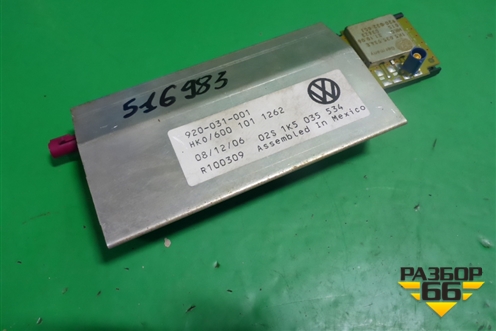 516983
920-031-001
HK0/600 101 1262
08/12/06 02S 1K5 035 534
R100309 Assembled In Mexico
РАЗБОР
66